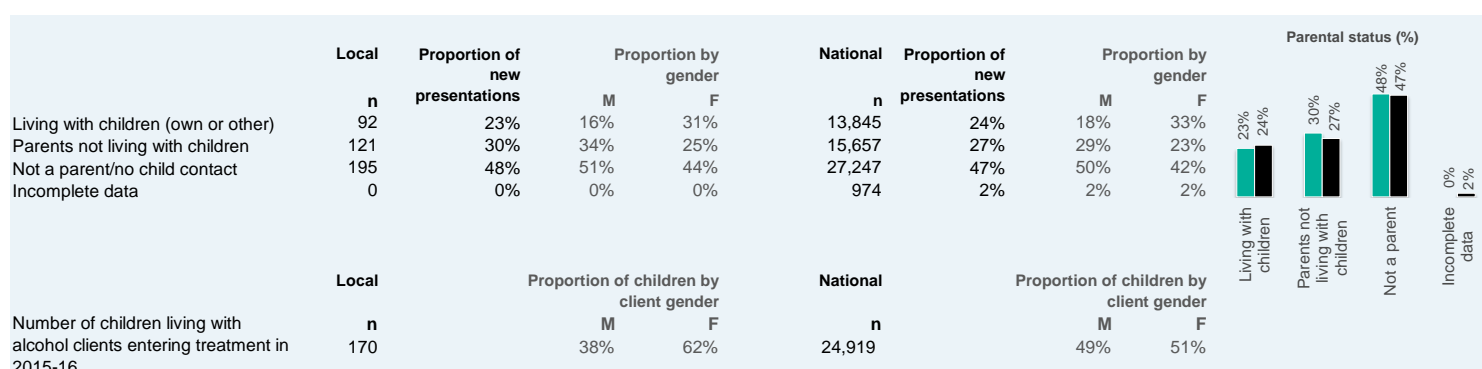 Parental status (%)
Local Proportion of Proportion by National Proportion of Proportion by
new gender new gender
n presentations M F n presentations M F
Living with children (own or other) 92 23% 16% 31% 13,845 24% 18% 33%
Parents not living with children 121 30% 34% 25% 15,657 27% 29% 23%
Not a parent/no child contact 195 48% 51% 44% 27,247 47% 50% 42%
Incomplete data 0 0% 0% 0% 974 2% 2% 2%
23% 24% 30% 27% 48% 47% 0% 2%
Living with
children
Parents not
living with
children
Not a parent
Incomplete
data
Local Proportion of children by National Proportion of children by
client gender client gender
Number of children living with n M F n M F
alcohol clients entering treatment in 170 38% 62% 24,919 49% 51%
2015-16